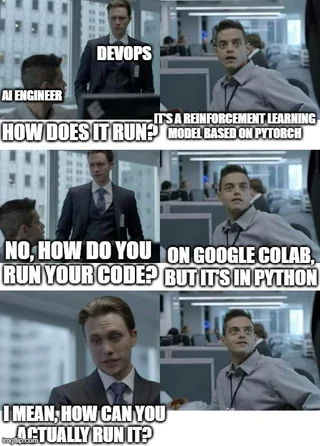 DEVOPS
AI ENGINEER
HOW DOES IT RUN?
IT'S A REINFORCEMENT LEARNING
MODEL BASED ON PYTORCH
NO, HOW DO YOU
RUN YOUR CODE?
ON GOOGLE COLAB,
BUT IT'S IN PYTHON
I MEAN, HOW CAN YOU
ACTUALLY RUN IT?
imgflip.com